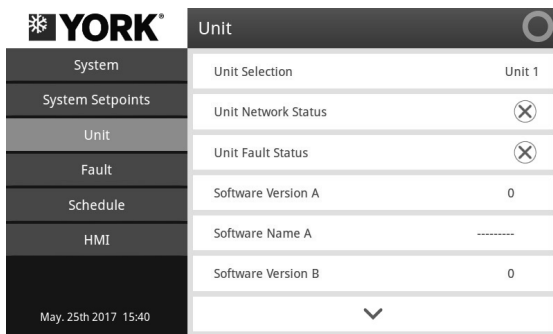 YORK®
Unit
System
System Setpoints
Unit
Fault
Schedule
HMI
May. 25th 2017 15:40
Unit Selection Unit 1
Unit Network Status
Unit Fault Status
Software Version A 0
Software Name A ---------
Software Version B 0